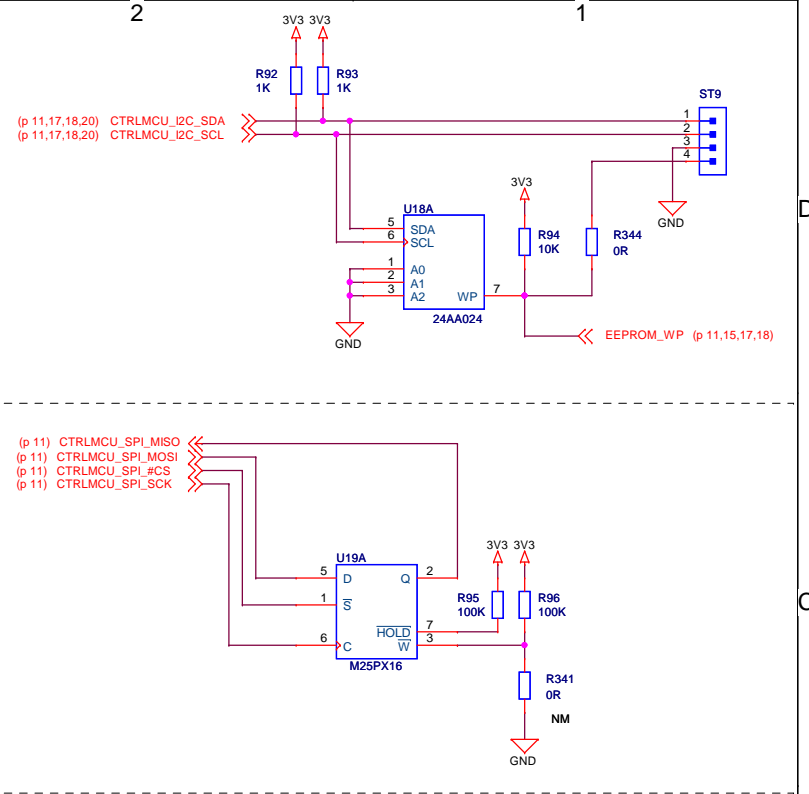 2 1
3V3 3V3
R92 1K R93 1K
ST9
(p 11,17,18,20) CTRLMCU_I2C_SDA 1
(p 11,17,18,20) CTRLMCU_I2C_SCL 2
3
4
3V3
GND
D
U18A
R94 10K
R344 0R
5 SDA
6 SCL
1 A0
2 A1
3 A2 WP 7
24AA024
GND
EEPROM_WP (p 11,15,17,18)
(p 11) CTRLMCU_SPI_MISO
(p 11) CTRLMCU_SPI_MOSI
(p 11) CTRLMCU_SPI_#CS
(p 11) CTRLMCU_SPI_SCK
3V3 3V3
U19A
5 D Q 2
1 S
R95 100K R96 100K
C
HOLD 7
6 C W 3
M25PX16
R341
0R
NM
GND